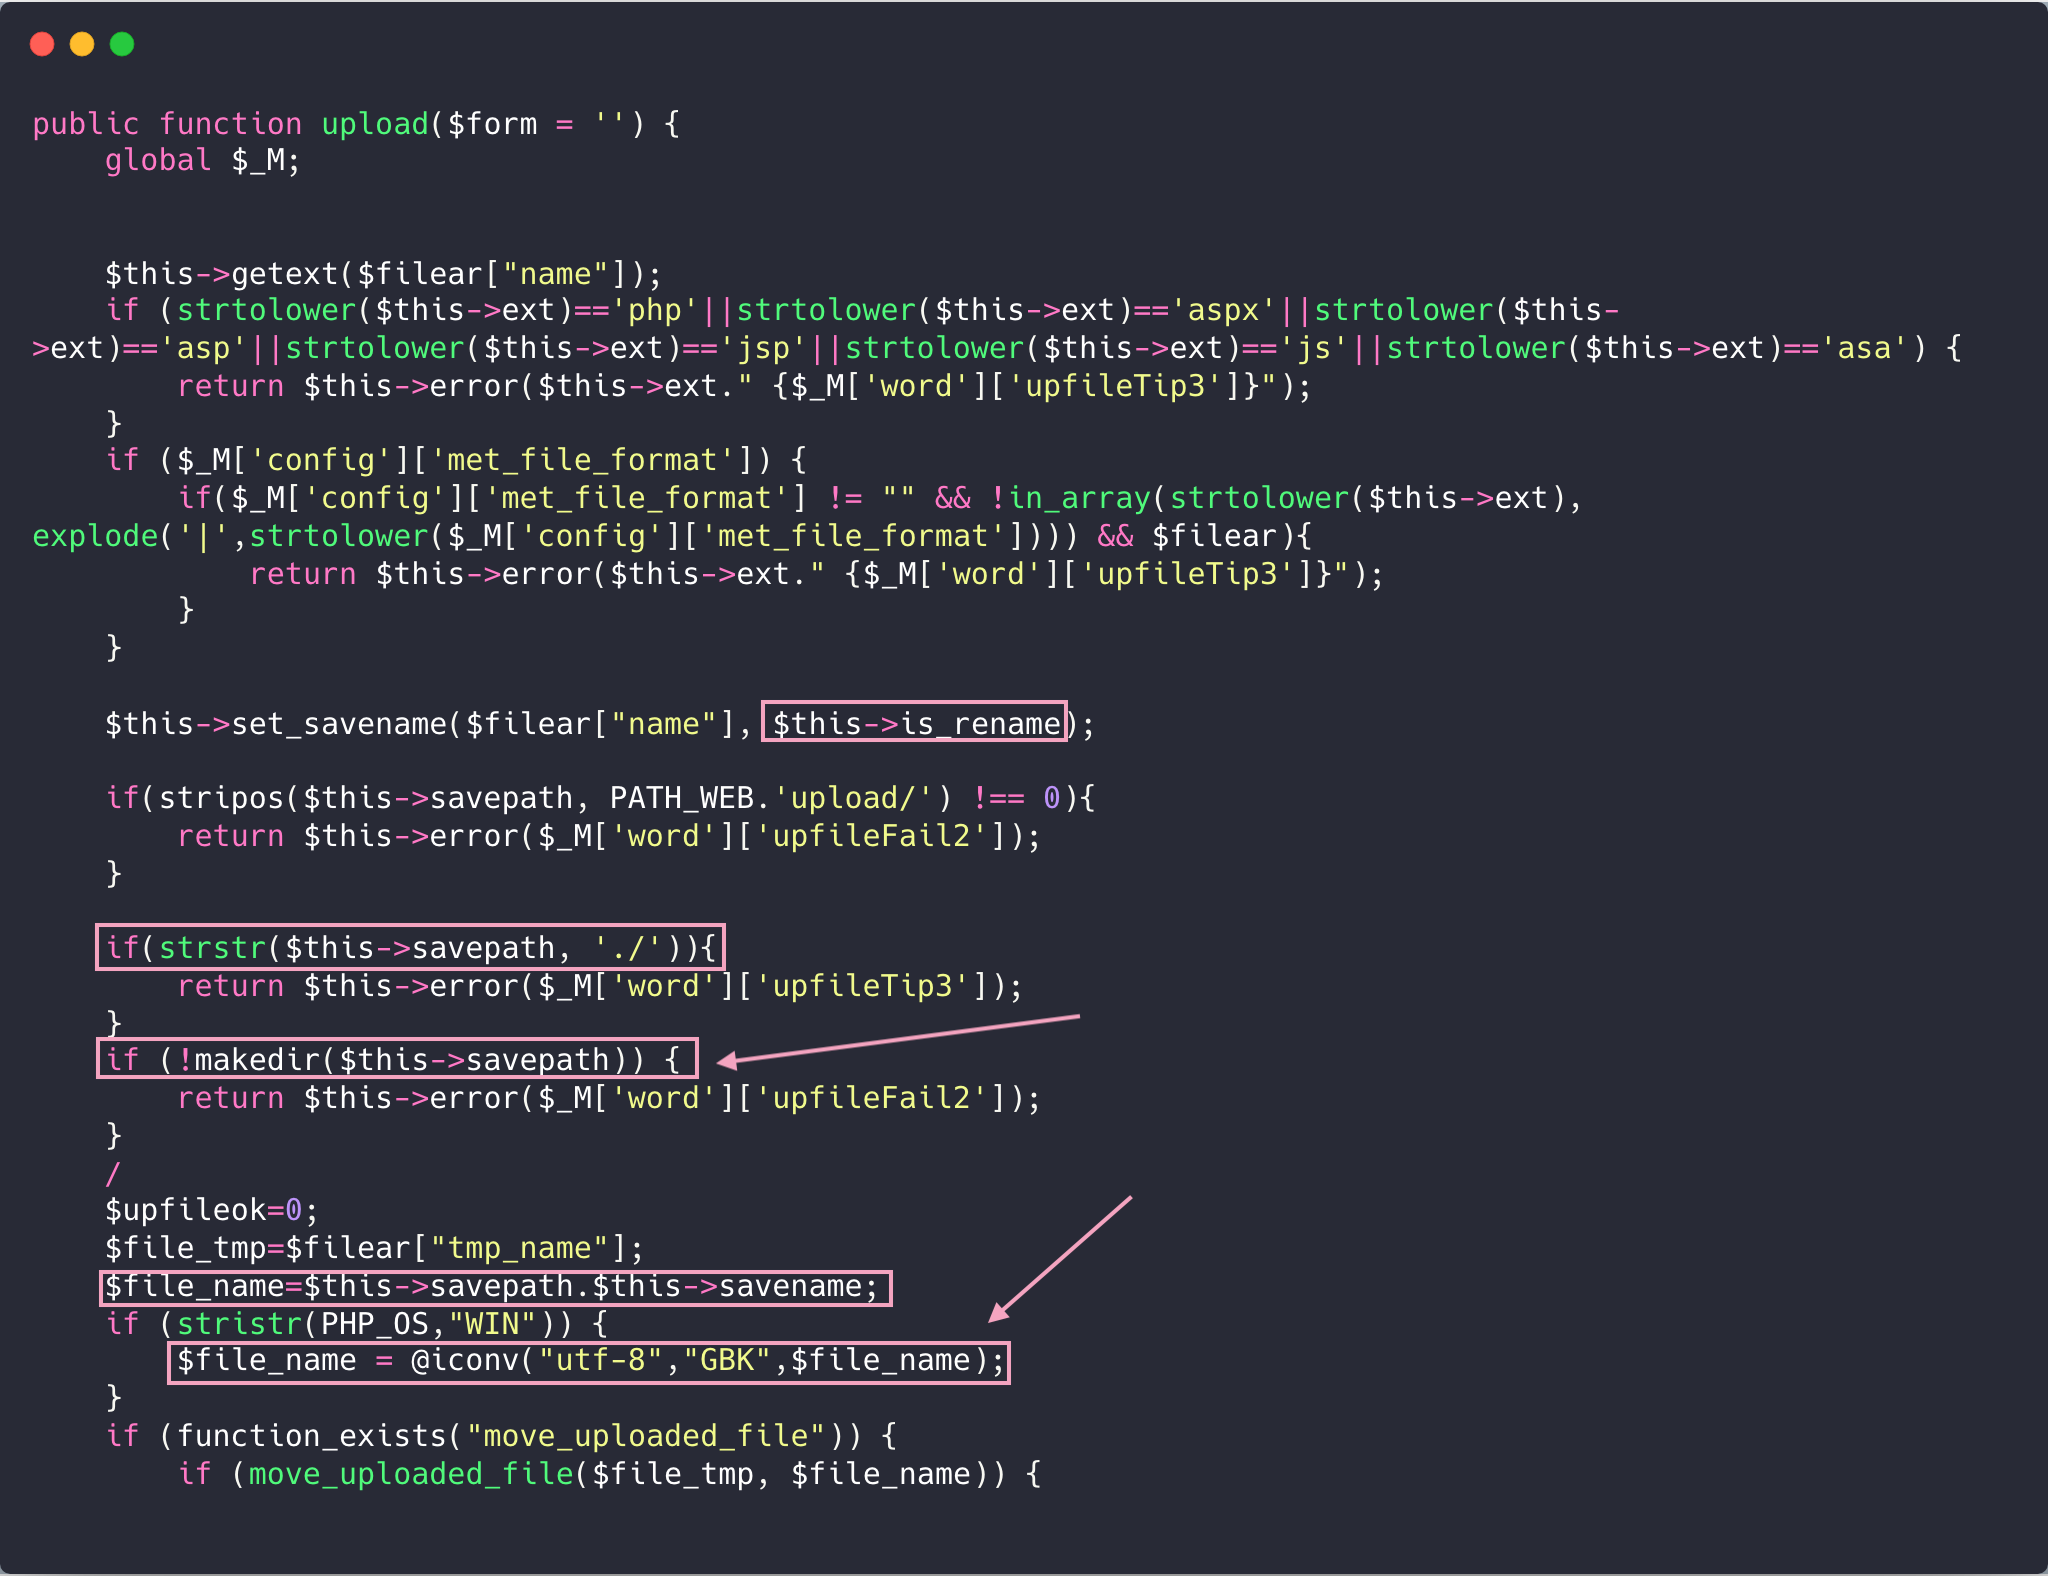 public function upload($form = '') {
    global $_M;
    $this->getext($filear["name"]);
    if (strtolower($this->ext)=='php'||strtolower($this->ext)=='aspx'||strtolower($this-
>ext)=='asp'||strtolower($this->ext)=='jsp'||strtolower($this->ext)=='js'||strtolower($this->ext)=='asa') {
        return $this->error($this->ext." {$_M['word']['upfileTip3']}");
    }
    if ($_M['config']['met_file_format']) {
        if($_M['config']['met_file_format'] != "" && !in_array(strtolower($this->ext),
explode('|',strtolower($_M['config']['met_file_format']))) && $filear){
            return $this->error($this->ext." {$_M['word']['upfileTip3']}");
        }
    }
    $this->set_savename($filear["name"], $this->is_rename);
    if(stripos($this->savepath, PATH_WEB.'upload/') !== 0){
        return $this->error($_M['word']['upfileFail2']);
    }
    if(strstr($this->savepath, './')){
        return $this->error($_M['word']['upfileTip3']);
    }
    if (!makedir($this->savepath)) {
        return $this->error($_M['word']['upfileFail2']);
    }
    /
    $upfileok=0;
    $file_tmp=$filear["tmp_name"];
    $file_name=$this->savepath.$this->savename;
    if (stristr(PHP_OS,"WIN")) {
        $file_name = @iconv("utf-8","GBK",$file_name);
    }
    if (function_exists("move_uploaded_file")) {
        if (move_uploaded_file($file_tmp, $file_name)) {